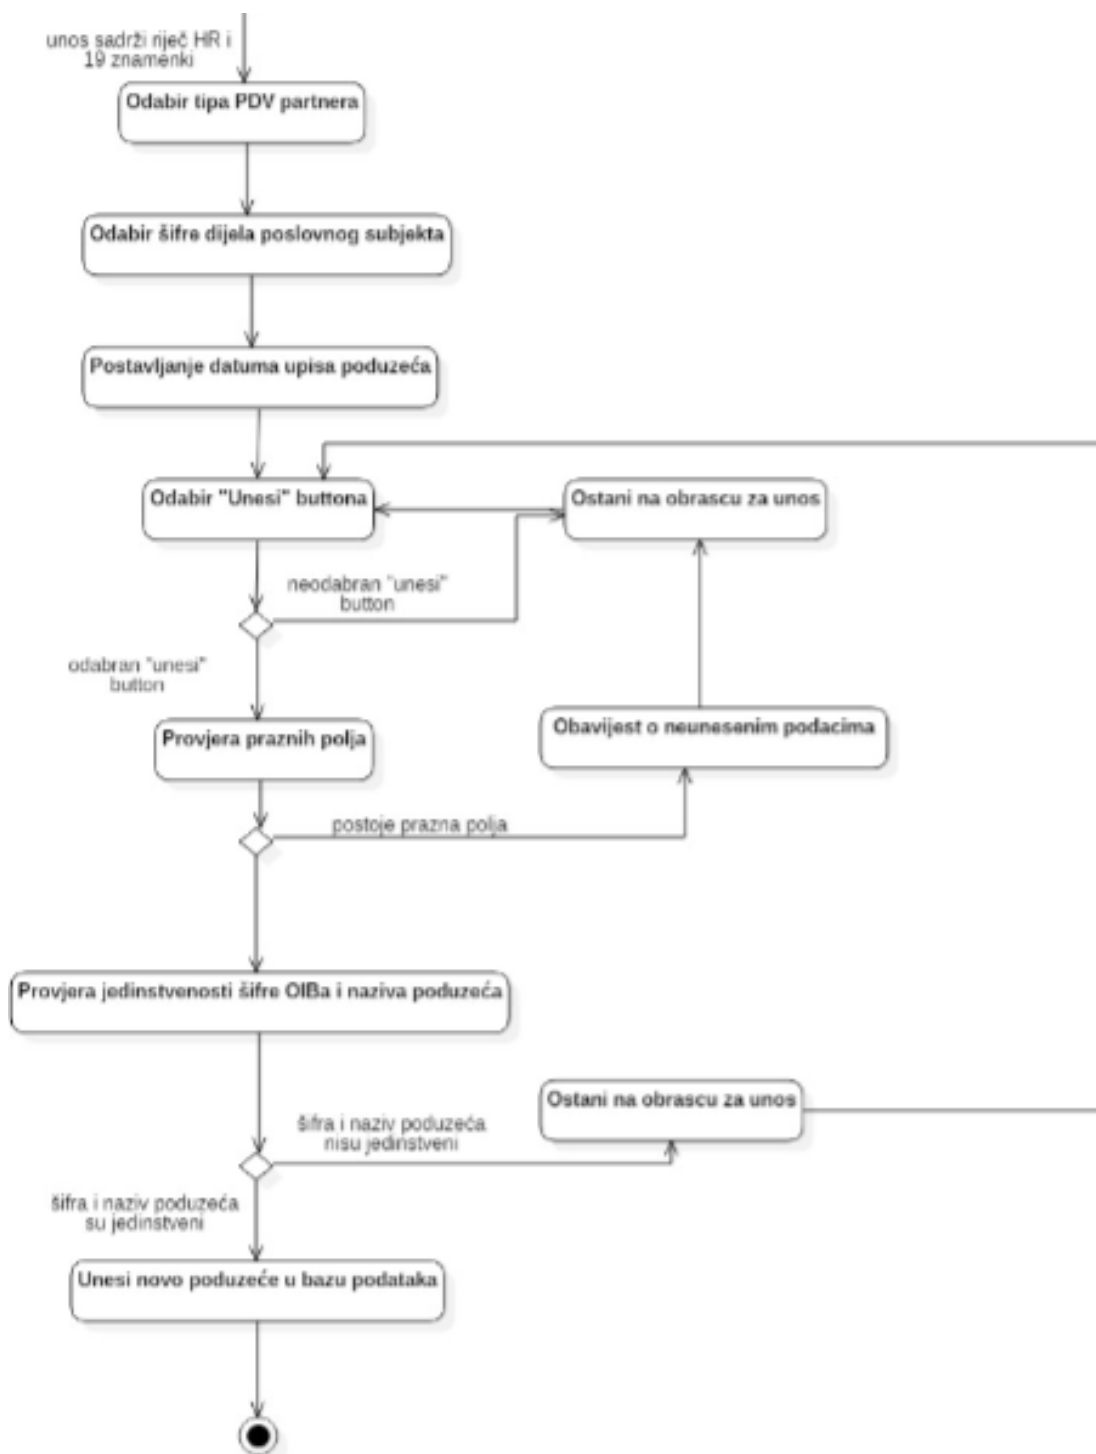 unos sadrži riječ HR i
19 znamenki
Odabir tipa PDV partnera
Odabir šifre dijela poslovnog subjekta
Postavljanje datuma upisa poduzeća
Odabir "Unesi" buttona
Ostani na obrascu za unos
neodabran "unesi"
button
odabran "unesi"
button
Provjera praznih polja
Obavijest o neunesenim podacima
postoje prazna polja
Provjera jedinstvenosti šifre OIBa i naziva poduzeća
Ostani na obrascu za unos
šifra i naziv poduzeća
nisu jedinstveni
šifra i naziv poduzeća
su jedinstveni
Unesi novo poduzeće u bazu podataka